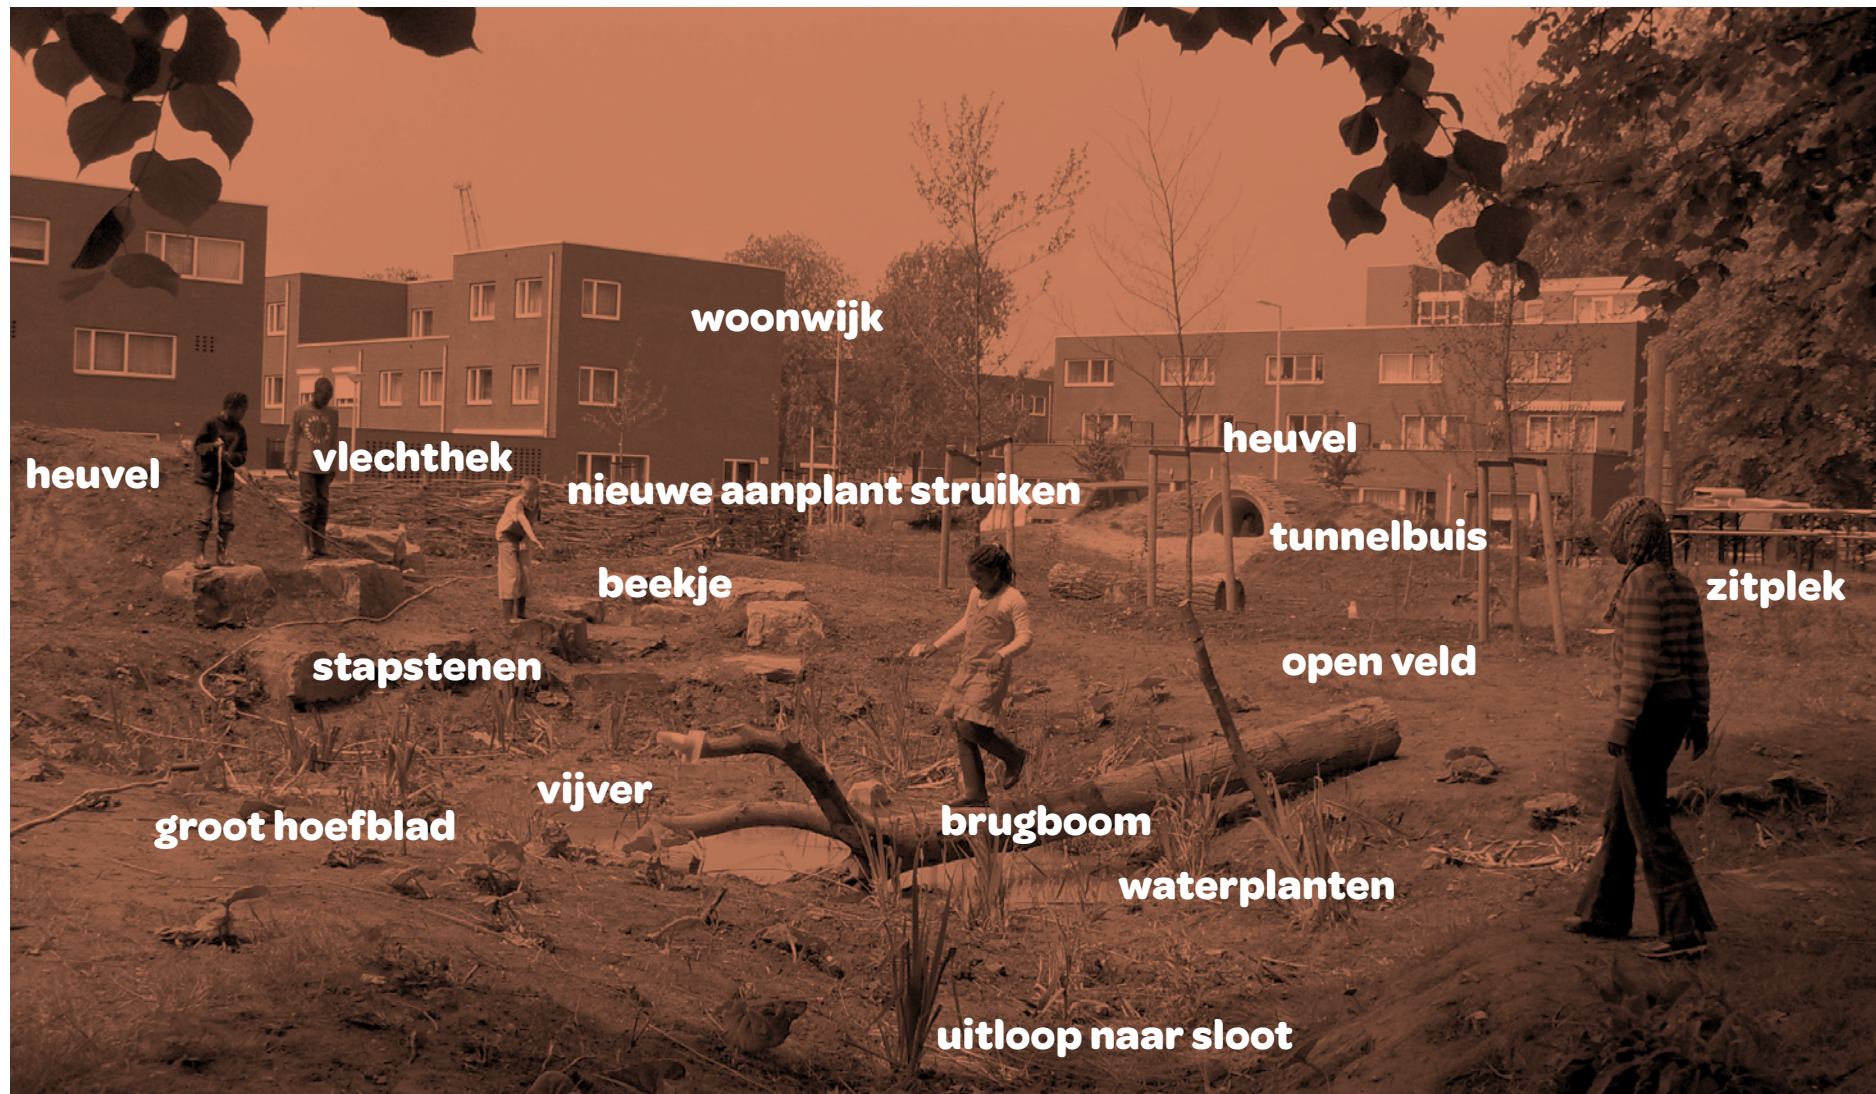 woonwijk
heuvel
vlechthek
heuvel
nieuwe aanplant struiken
tunnelbuis
beekje
zitplek
stapstenen
open veld
vijver
groot hoefblad
brugboom
waterplanten
uitloop naar sloot